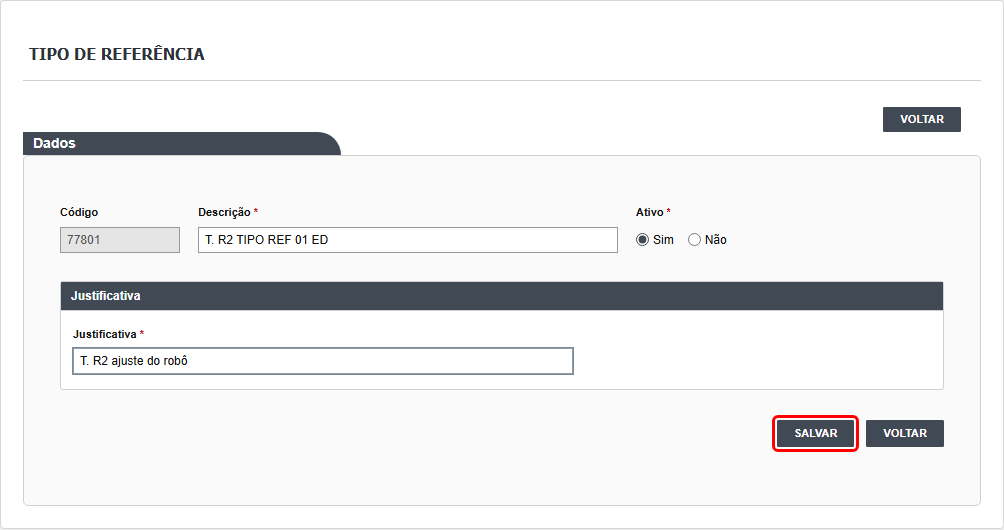 TIPO DE REFERÊNCIA
VOLTAR
Dados
Código
Descrição *
Ativo *
77801
T. R2 TIPO REF 01 ED
Sim
Não
Justificativa
Justificativa *
T. R2 ajuste do robô
SALVAR
VOLTAR